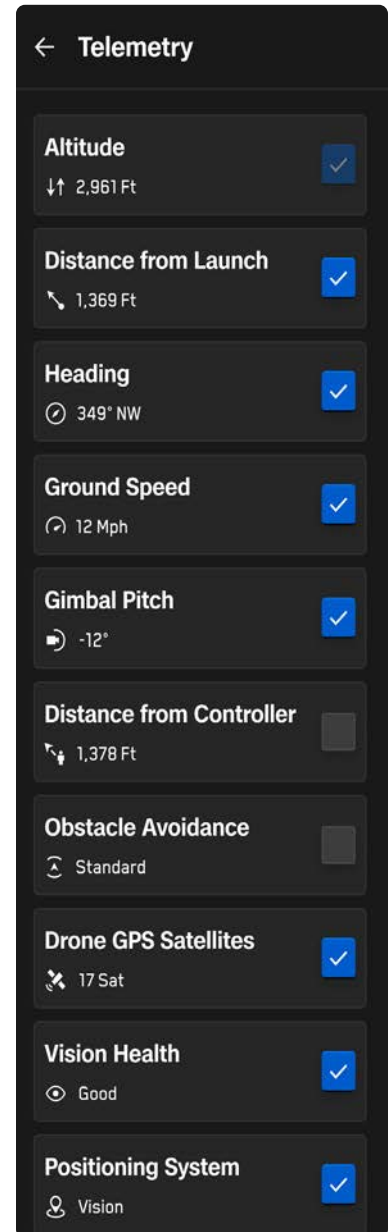 Telemetry
Altitude
2,961 Ft
Distance from Launch
1,369 Ft
Heading
349° NW
Ground Speed
12 Mph
Gimbal Pitch
-12°
Distance from Controller
1,378 Ft
Obstacle Avoidance
Standard
Drone GPS Satellites
17 Sat
Vision Health
Good
Positioning System
Vision